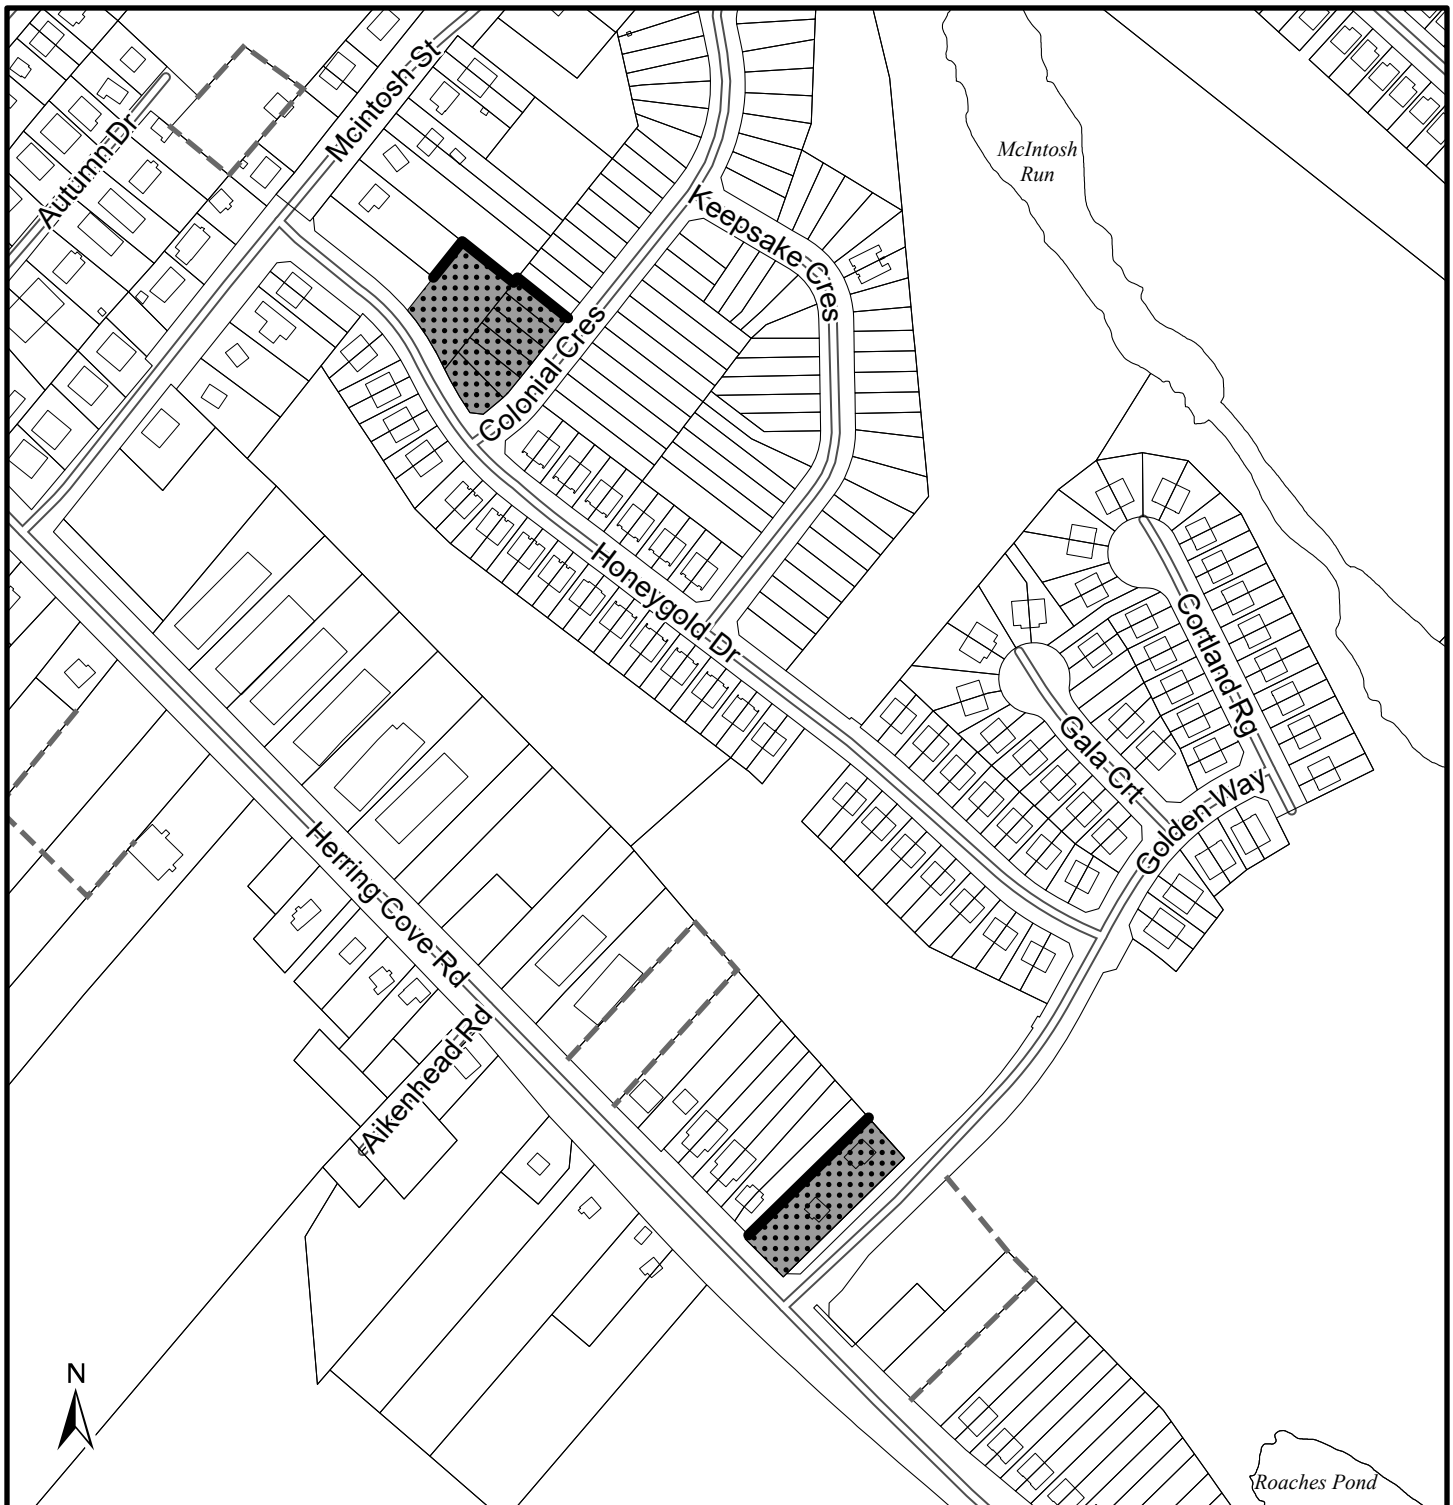 Mcintosh St
Autumn Dr
McIntosh
Run
Keepsake Cres
Colonial Cres
Honeygold Dr
Cortland Rg
Gala Crt
Golden Way
Herring Cove Rd
Aikenhead Rd
N
Roaches Pond